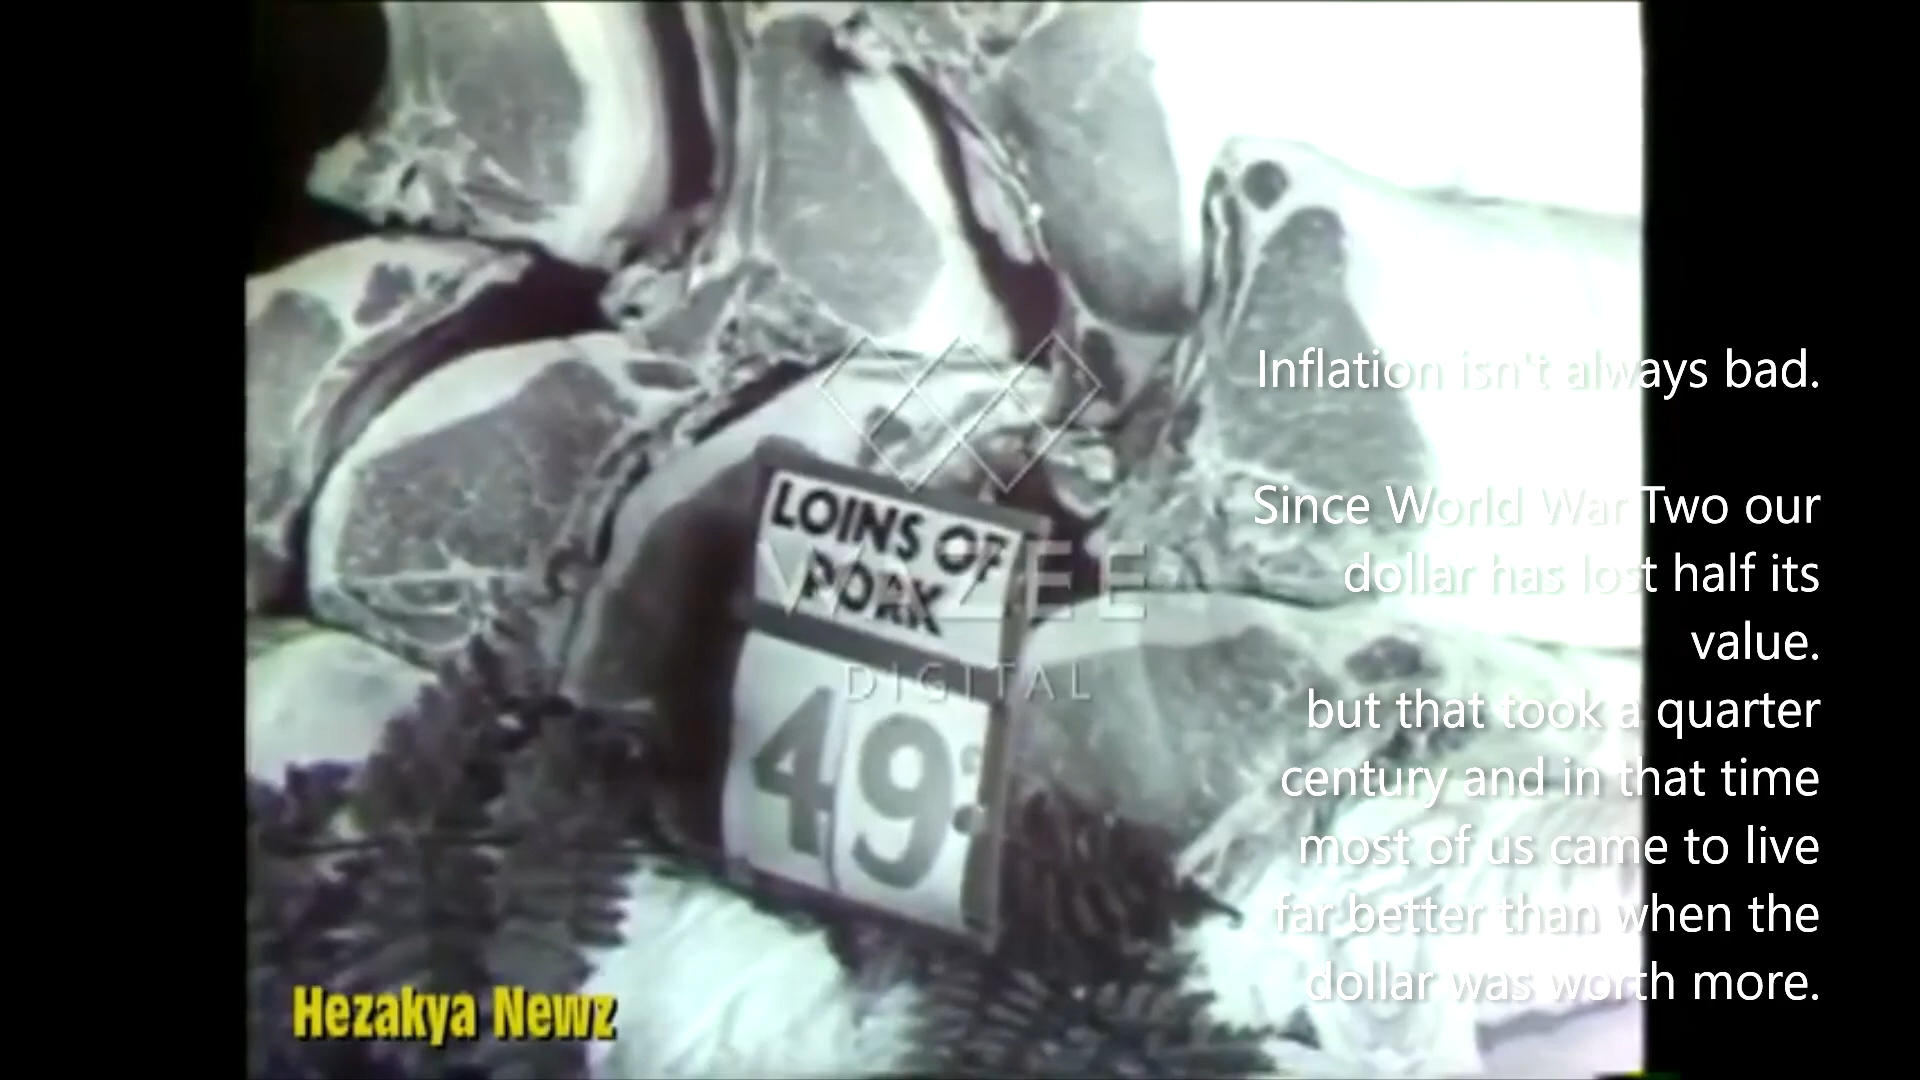 Inflation isn't always bad.
Since World War Two our
dollar has lost half its
value.
but that took a quarter
century and in that time
most of us came to live
far better than when the
dollar was worth more.
LOINS OF
PORK
49
WAZEE
DIGITAL
Hezakya Newz